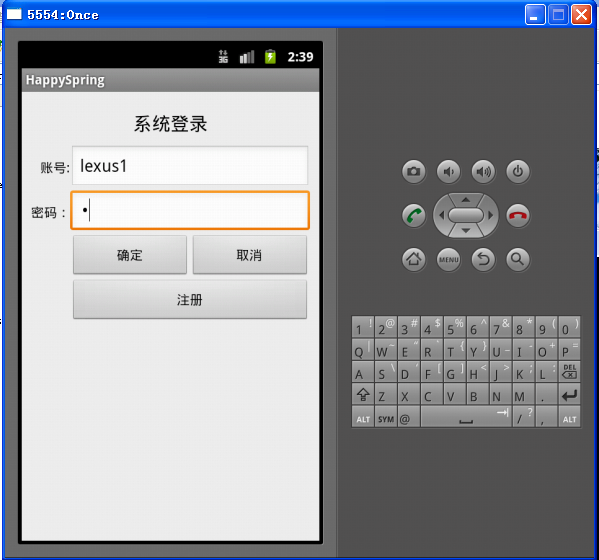 5554:Once
3G 2:39
HappySpring
系统登录
账号: lexus1
密码： •
确定 取消
注册
MENU
1 ! 2 @ 3 # 4 $ 5 % 6 ^ 7 & 8 * 9 ( 0 )
Q | W ~ E " R ` T { Y } U _ I - O + P =
A S \ D ' F [ G ] H < J > K ; L : DEL
Z X C V B N M .
ALT SYM @ / ? , ALT